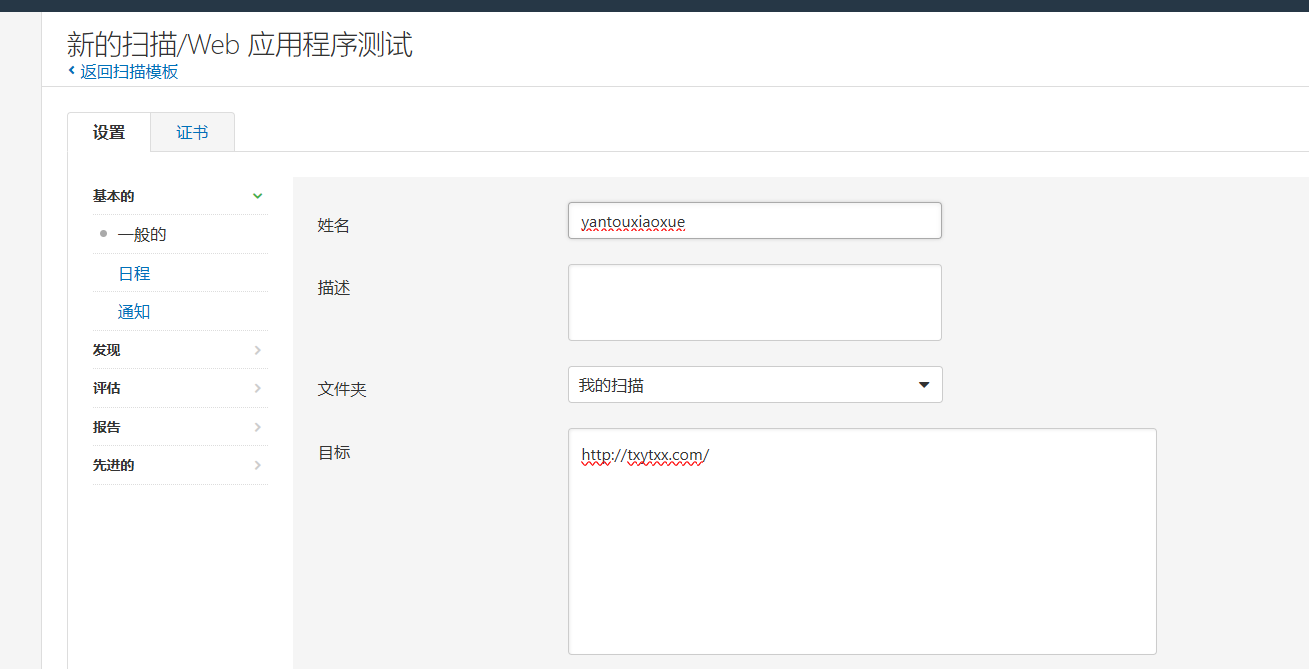 新的扫描/Web 应用程序测试
返回扫描模板
设置
证书
基本的
一般的
日程
通知
发现
评估
报告
先进的
姓名
yantouxiaoxue
描述
文件夹
我的扫描
目标
http://txytxx.com/